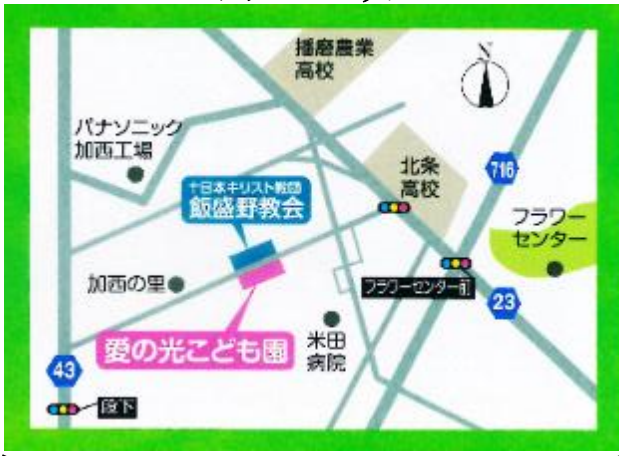 播磨農業
高校
N
パナソニック
加西工場
北条
高校
716
日本キリスト教団
飯盛野教会
フラワー
センター
加西の里
フラワーセンター前
23
愛の光こども園
米田
病院
43
段下